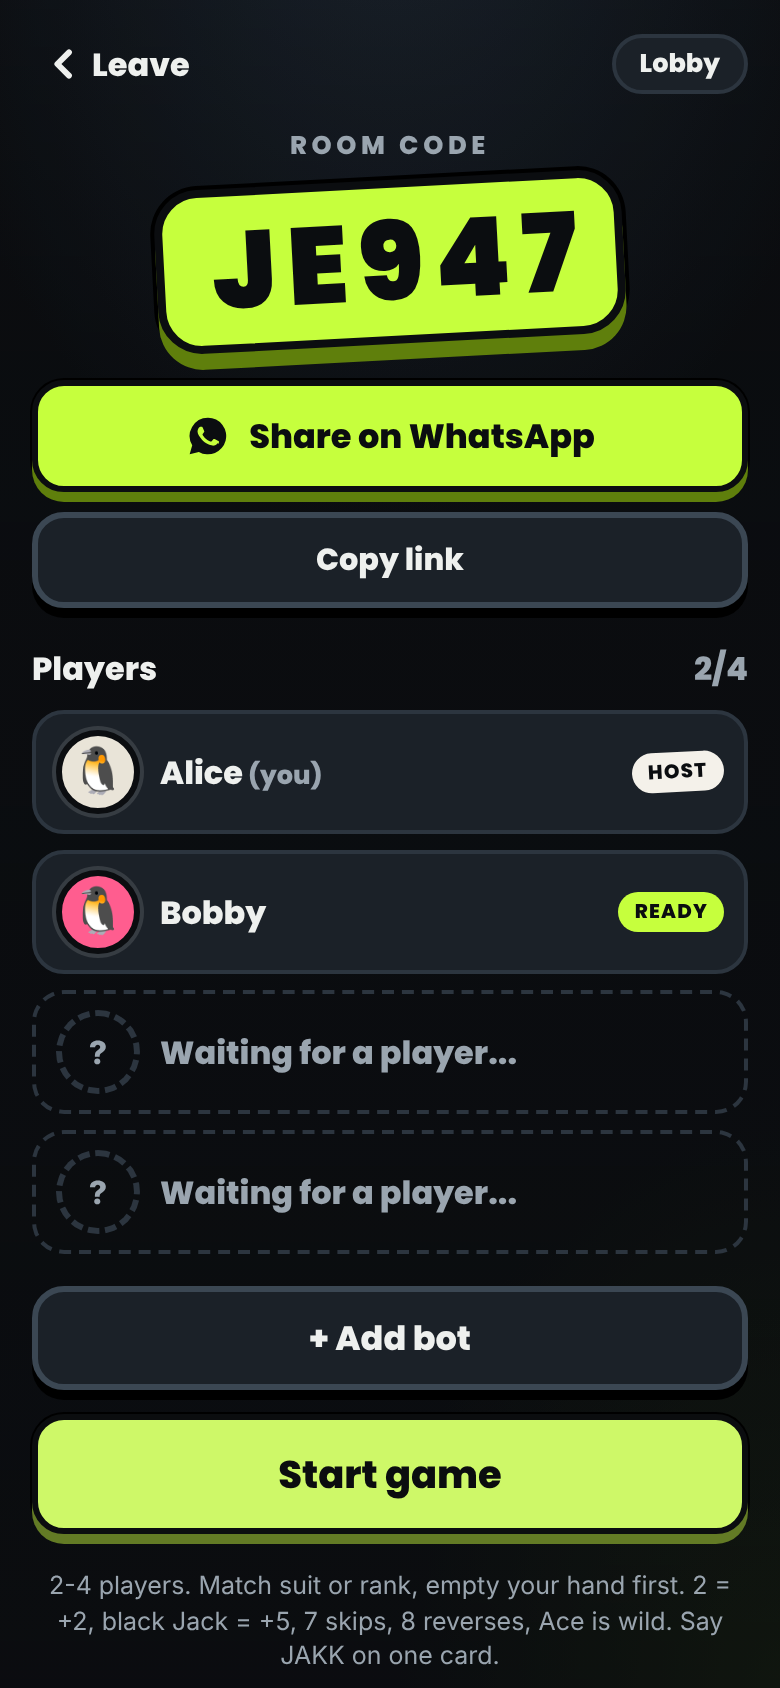 Leave
Lobby
ROOM CODE
JE947
Share on WhatsApp
Copy link
Players
2/4
Alice (you)
HOST
Bobby
READY
?
Waiting for a player...
?
Waiting for a player...
+ Add bot
Start game
2-4 players. Match suit or rank, empty your hand first. 2 =
+2, black Jack = +5, 7 skips, 8 reverses, Ace is wild. Say
JAKK on one card.